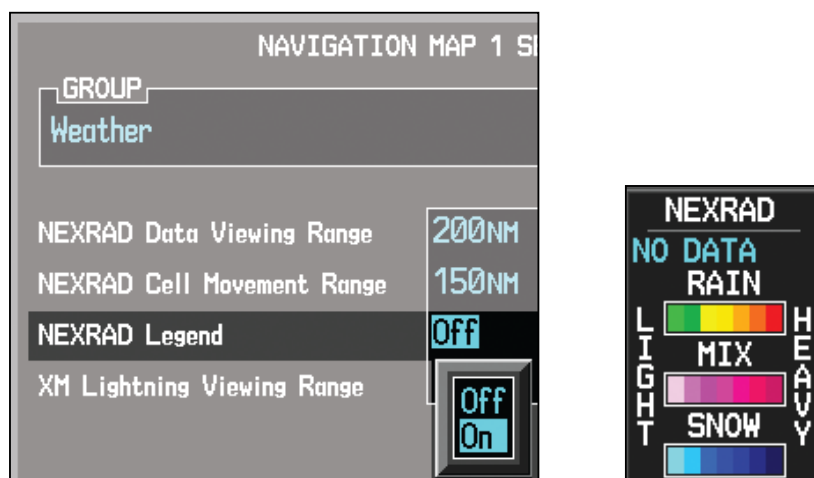 NAVIGATION MAP 1 S
GROUP
Weather
NEXRAD Data Viewing Range 200NM
NEXRAD Cell Movement Range 150NM
NEXRAD Legend Off
XM Lightning Viewing Range
Off
On
NEXRAD
NO DATA
RAIN
LIGHT
HEAVY
MIX
SNOW